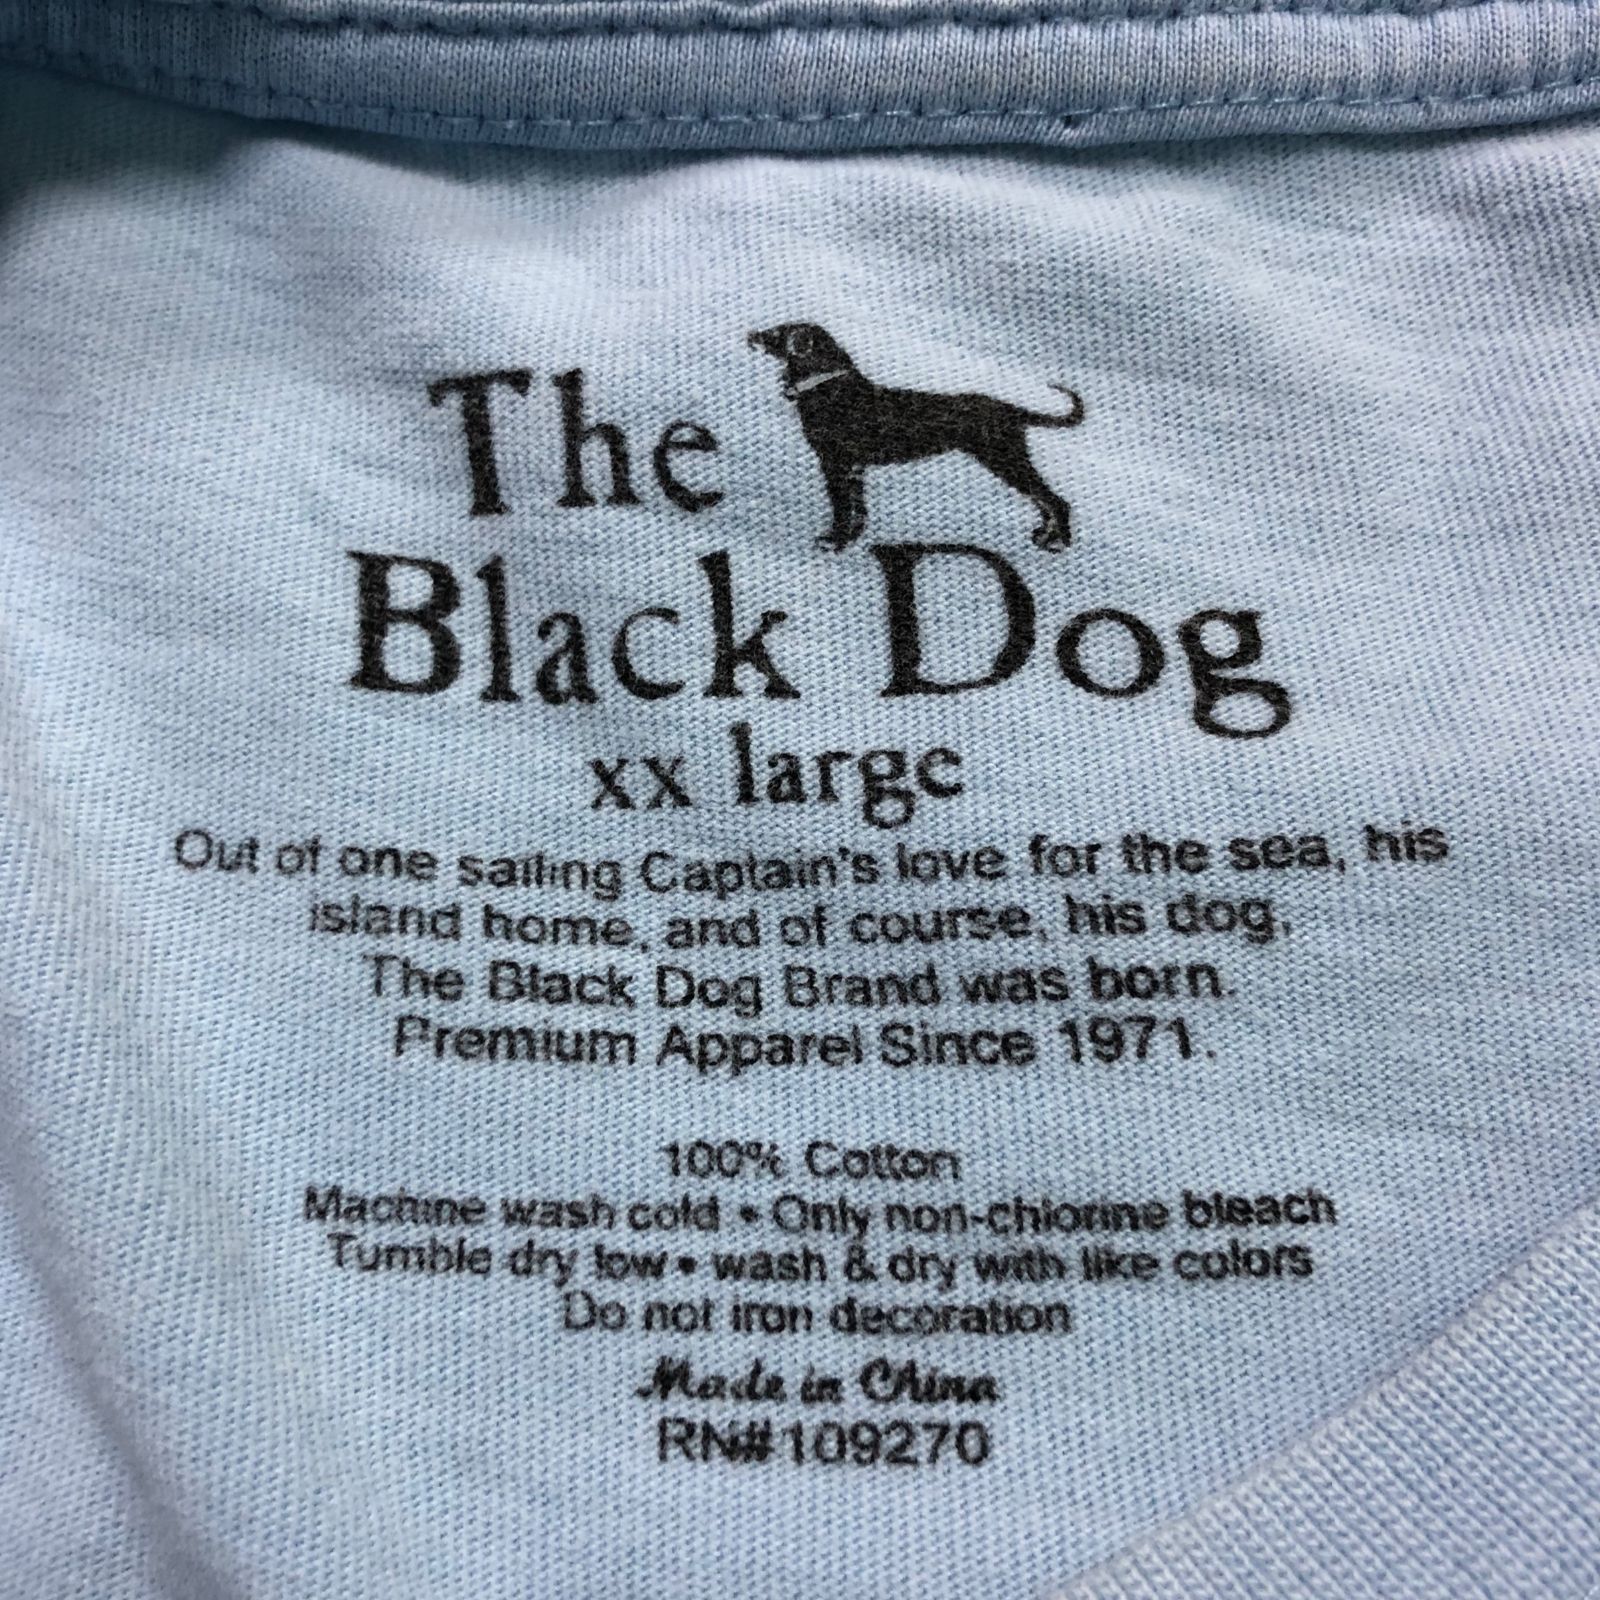 The
Black Dog
xx large
Out of one sailing Captain's love for the sea, his
island home, and of course, his dog,
The Black Dog Brand was born.
Premium Apparel Since 1971.
100% Cotton
Machine wash cold • Only non-chlorine bleach
Tumble dry low • wash & dry with like colors
Do not iron decoration
Made in China
RN#109270